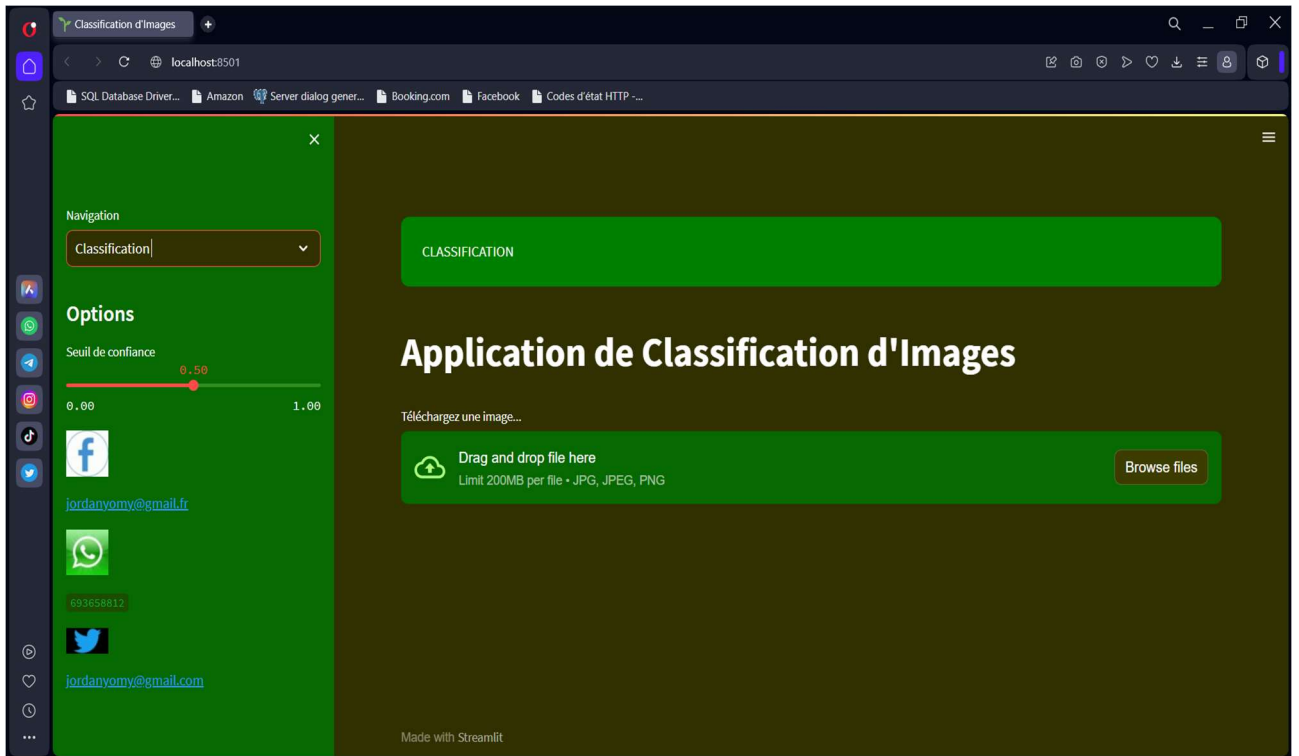 Classification d'Images
localhost:8501
SQL Database Driver... Amazon Server dialog gener... Booking.com Facebook Codes d'état HTTP -...
Navigation
Classification
Options
Seuil de confiance
0.50
0.00 1.00
jordanyomy@gmail.fr
693658812
jordanyomy@gmail.com
CLASSIFICATION
Application de Classification d'Images
Téléchargez une image...
Drag and drop file here
Limit 200MB per file • JPG, JPEG, PNG
Browse files
Made with Streamlit